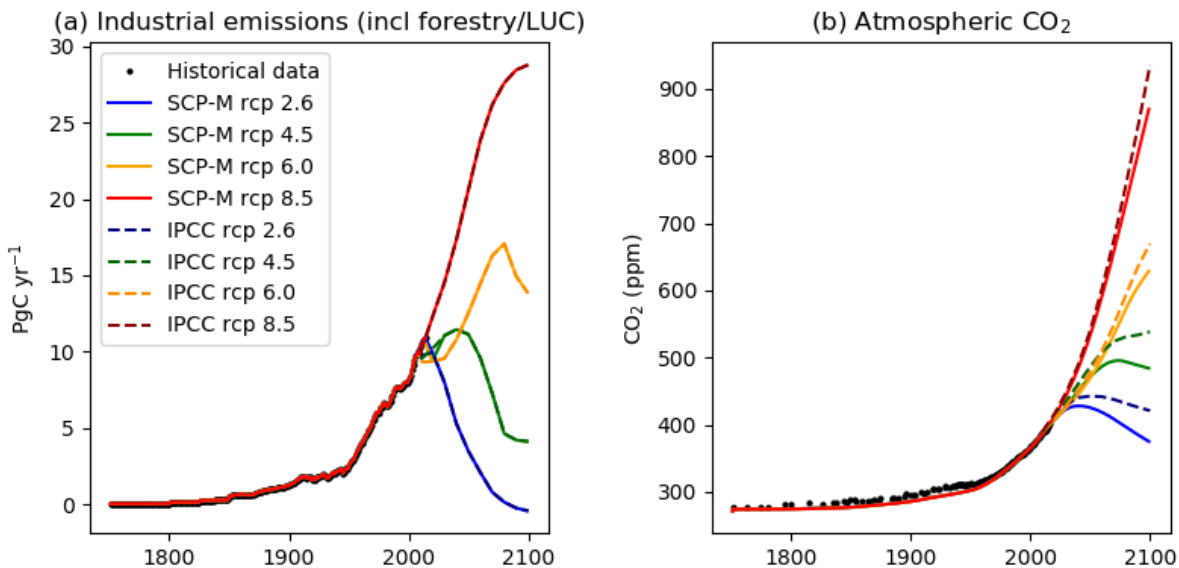 (a) Industrial emissions (incl forestry/LUC)
30
25
20
15
10
5
0
PgC yr⁻¹
Historical data
SCP-M rcp 2.6
SCP-M rcp 4.5
SCP-M rcp 6.0
SCP-M rcp 8.5
IPCC rcp 2.6
IPCC rcp 4.5
IPCC rcp 6.0
IPCC rcp 8.5
1800 1900 2000 2100
(b) Atmospheric CO₂
900
800
700
600
500
400
300
CO₂ (ppm)
1800 1900 2000 2100